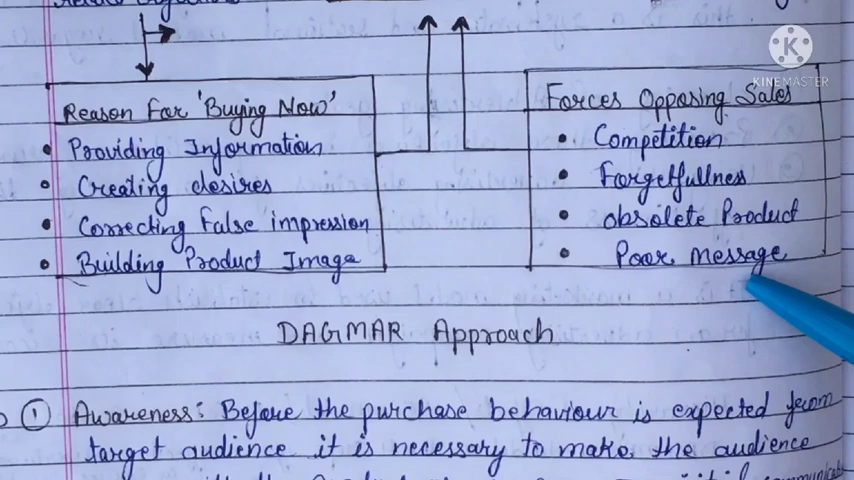 K
KINEMASTER
Reason For 'Buying Now'
• Providing Information
• Creating desires
• Correcting False impression
• Building Product Image
Forces Opposing Sales
• Competition
• Forgetfullness
• obsolete Product
• Poor Message
DAGMAR Approach
① Awareness: Before the purchase behaviour is expected from
target audience it is necessary to make the audience